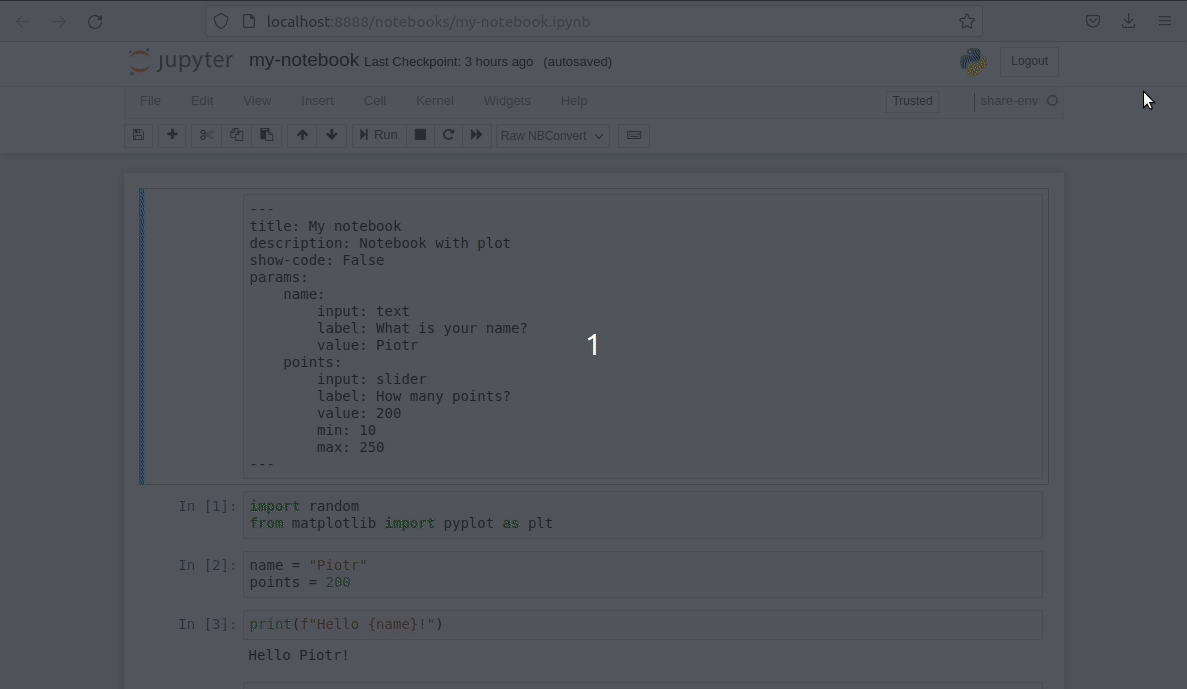 localhost:8888/notebooks/my-notebook.ipynb
jupyter my-notebook Last Checkpoint: 3 hours ago (autosaved) Logout
File Edit View Insert Cell Kernel Widgets Help Trusted share-env
Run Raw NBConvert
---
title: My notebook
description: Notebook with plot
show-code: False
params:
    name:
        input: text
        label: What is your name?
        value: Piotr
    points:
        input: slider
        label: How many points?
        value: 200
        min: 10
        max: 250
---
1
In [1]: import random
from matplotlib import pyplot as plt
In [2]: name = "Piotr"
points = 200
In [3]: print(f"Hello {name}!")
Hello Piotr!